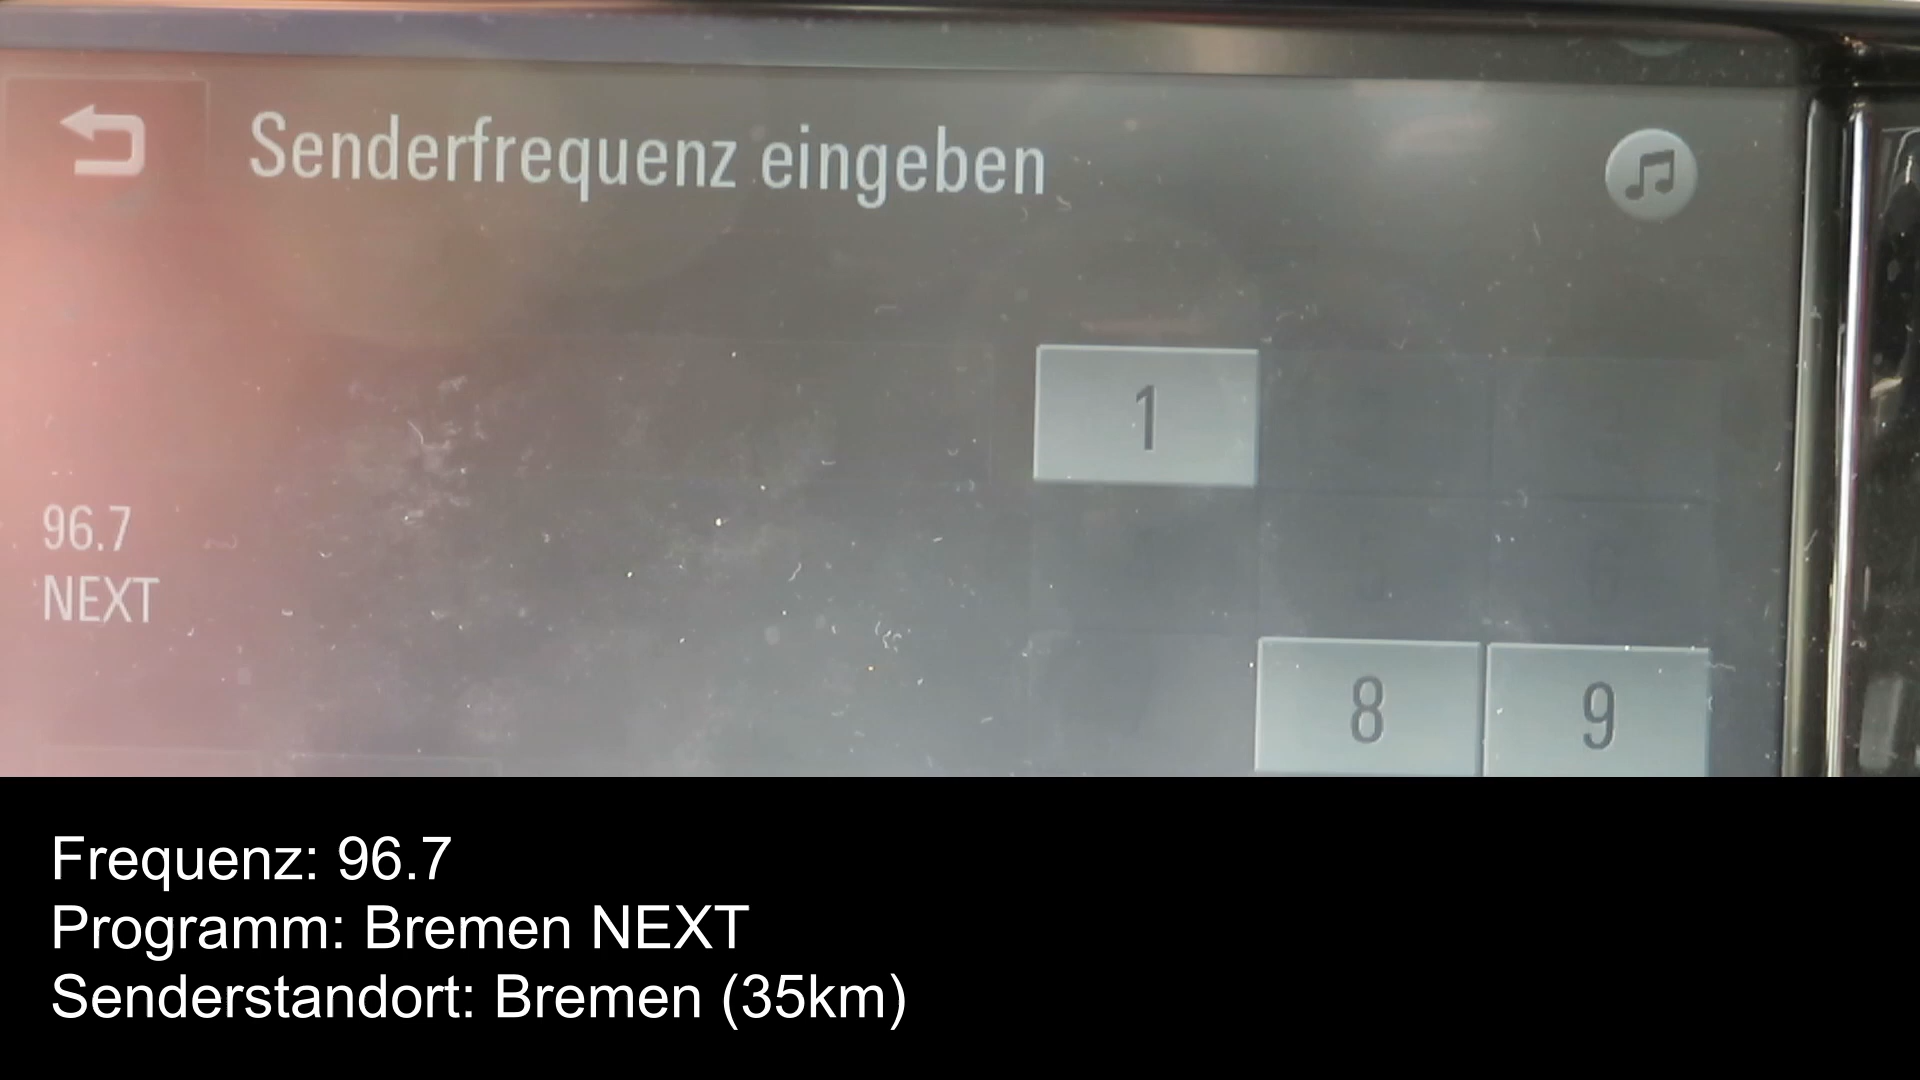 Senderfrequenz eingeben
1
96.7
NEXT
8 9
Frequenz: 96.7
Programm: Bremen NEXT
Senderstandort: Bremen (35km)